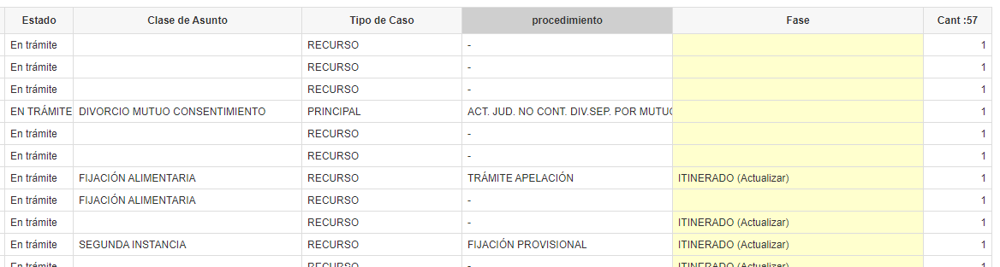 Estado Clase de Asunto Tipo de Caso procedimiento Fase Cant :57
En trámite RECURSO - 1
En trámite RECURSO - 1
En trámite RECURSO - 1
EN TRÁMITE DIVORCIO MUTUO CONSENTIMIENTO PRINCIPAL ACT. JUD. NO CONT. DIV.SEP. POR MUTUO 1
En trámite RECURSO - 1
En trámite RECURSO - 1
En trámite FIJACIÓN ALIMENTARIA RECURSO TRÁMITE APELACIÓN ITINERADO (Actualizar) 1
En trámite FIJACIÓN ALIMENTARIA RECURSO - 1
En trámite RECURSO - ITINERADO (Actualizar) 1
En trámite SEGUNDA INSTANCIA RECURSO FIJACIÓN PROVISIONAL ITINERADO (Actualizar) 1
En trámite RECURSO - ITINERADO (Actualizar) 1